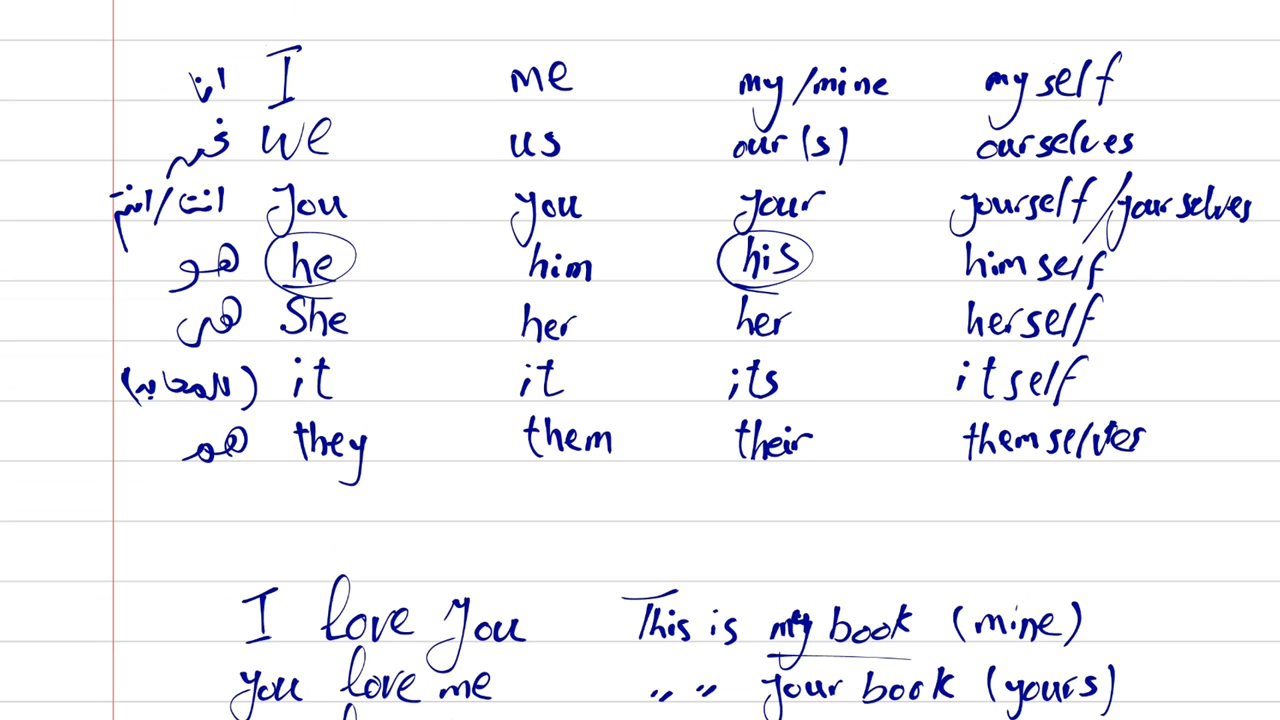 انا I me my/mine myself
نحن we us our(s) ourselves
انت/انتم you you your yourself/yourselves
هو he him his himself
هي She her her herself
it it its itself
they them their themselves
I love you This is my book (mine)
you love me " " your book (yours)